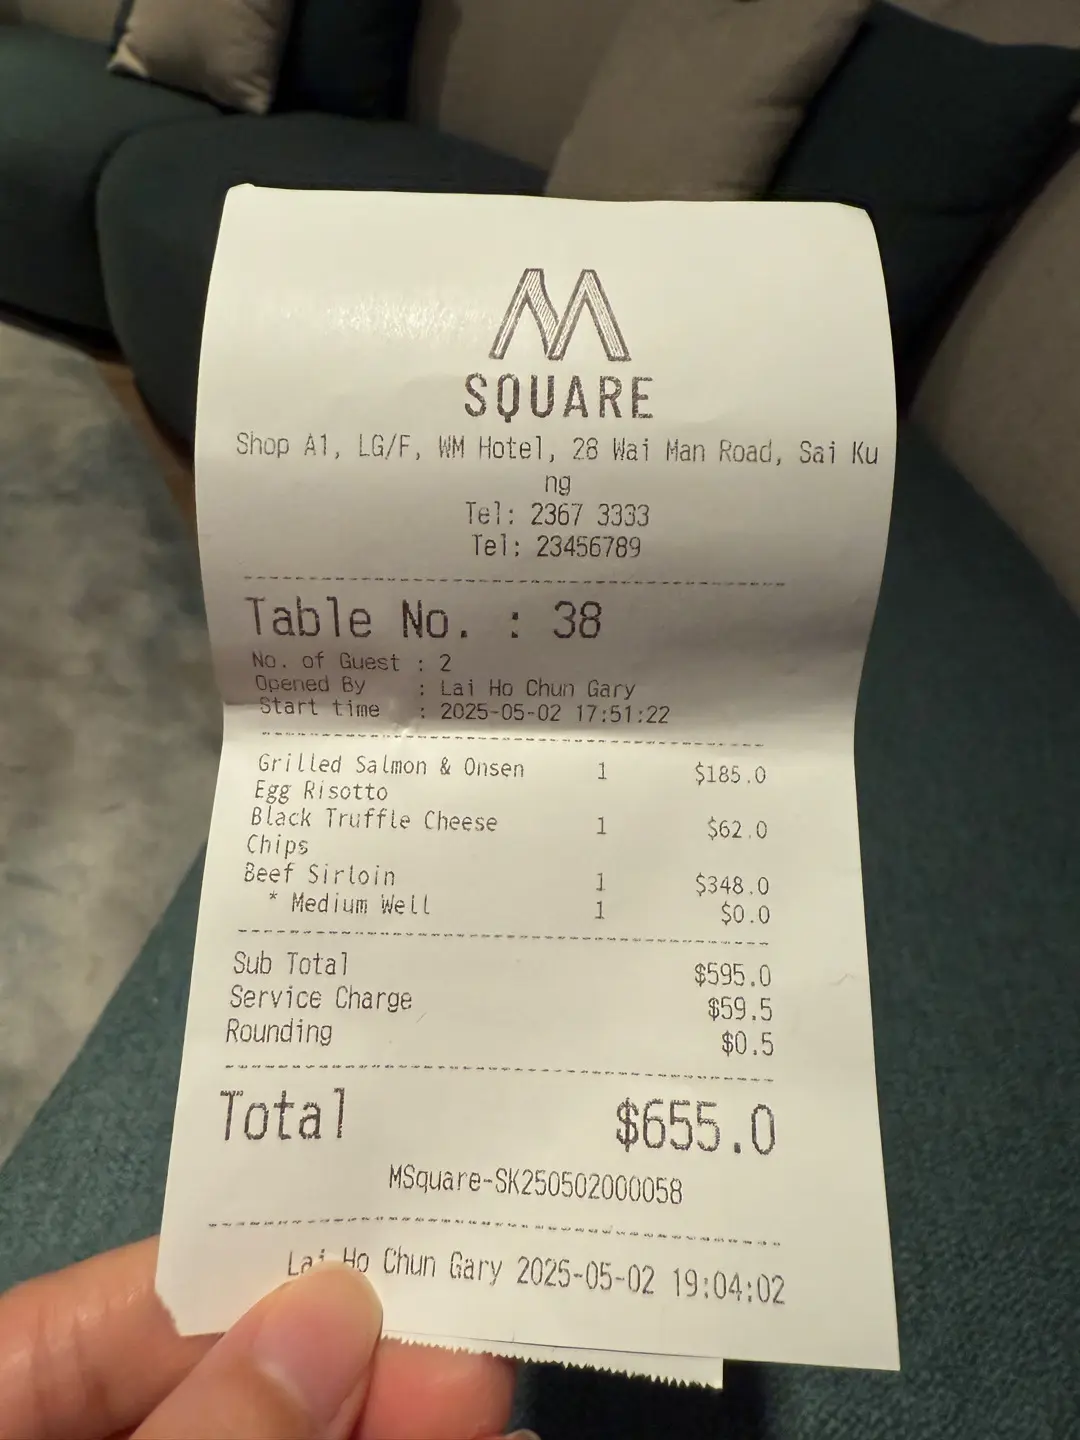 M
SQUARE
Shop A1, LG/F, WM Hotel, 28 Wai Man Road, Sai Ku
ng
Tel: 2367 3333
Tel: 23456789
Table No. : 38
No. of Guest : 2
Opened By : Lai Ho Chun Gary
Start time : 2025-05-02 17:51:22
Grilled Salmon & Onsen 1 $185.0
Egg Risotto
Black Truffle Cheese 1 $62.0
Chips
Beef Sirloin 1 $348.0
* Medium Well 1 $0.0
Sub Total $595.0
Service Charge $59.5
Rounding $0.5
Total $655.0
MSquare-SK250502000058
Lai Ho Chun Gary 2025-05-02 19:04:02